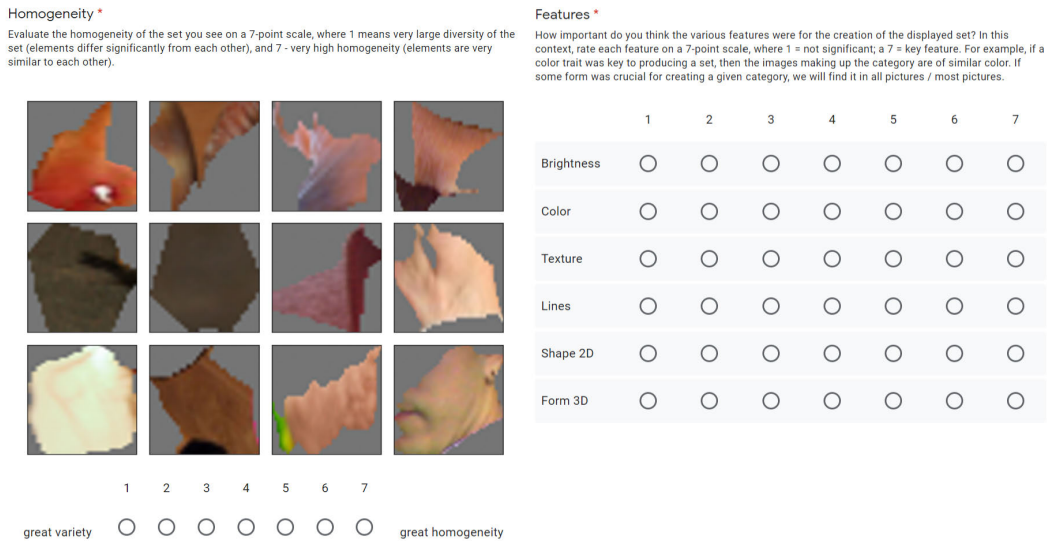 Homogeneity *
Evaluate the homogeneity of the set you see on a 7-point scale, where 1 means very large diversity of the
set (elements differ significantly from each other), and 7 - very high homogeneity (elements are very
similar to each other).
1 2 3 4 5 6 7
great variety great homogeneity
Features *
How important do you think the various features were for the creation of the displayed set? In this
context, rate each feature on a 7-point scale, where 1 = not significant; a 7 = key feature. For example, if a
color trait was key to producing a set, then the images making up the category are of similar color. If
some form was crucial for creating a given category, we will find it in all pictures / most pictures.
1 2 3 4 5 6 7
Brightness
Color
Texture
Lines
Shape 2D
Form 3D